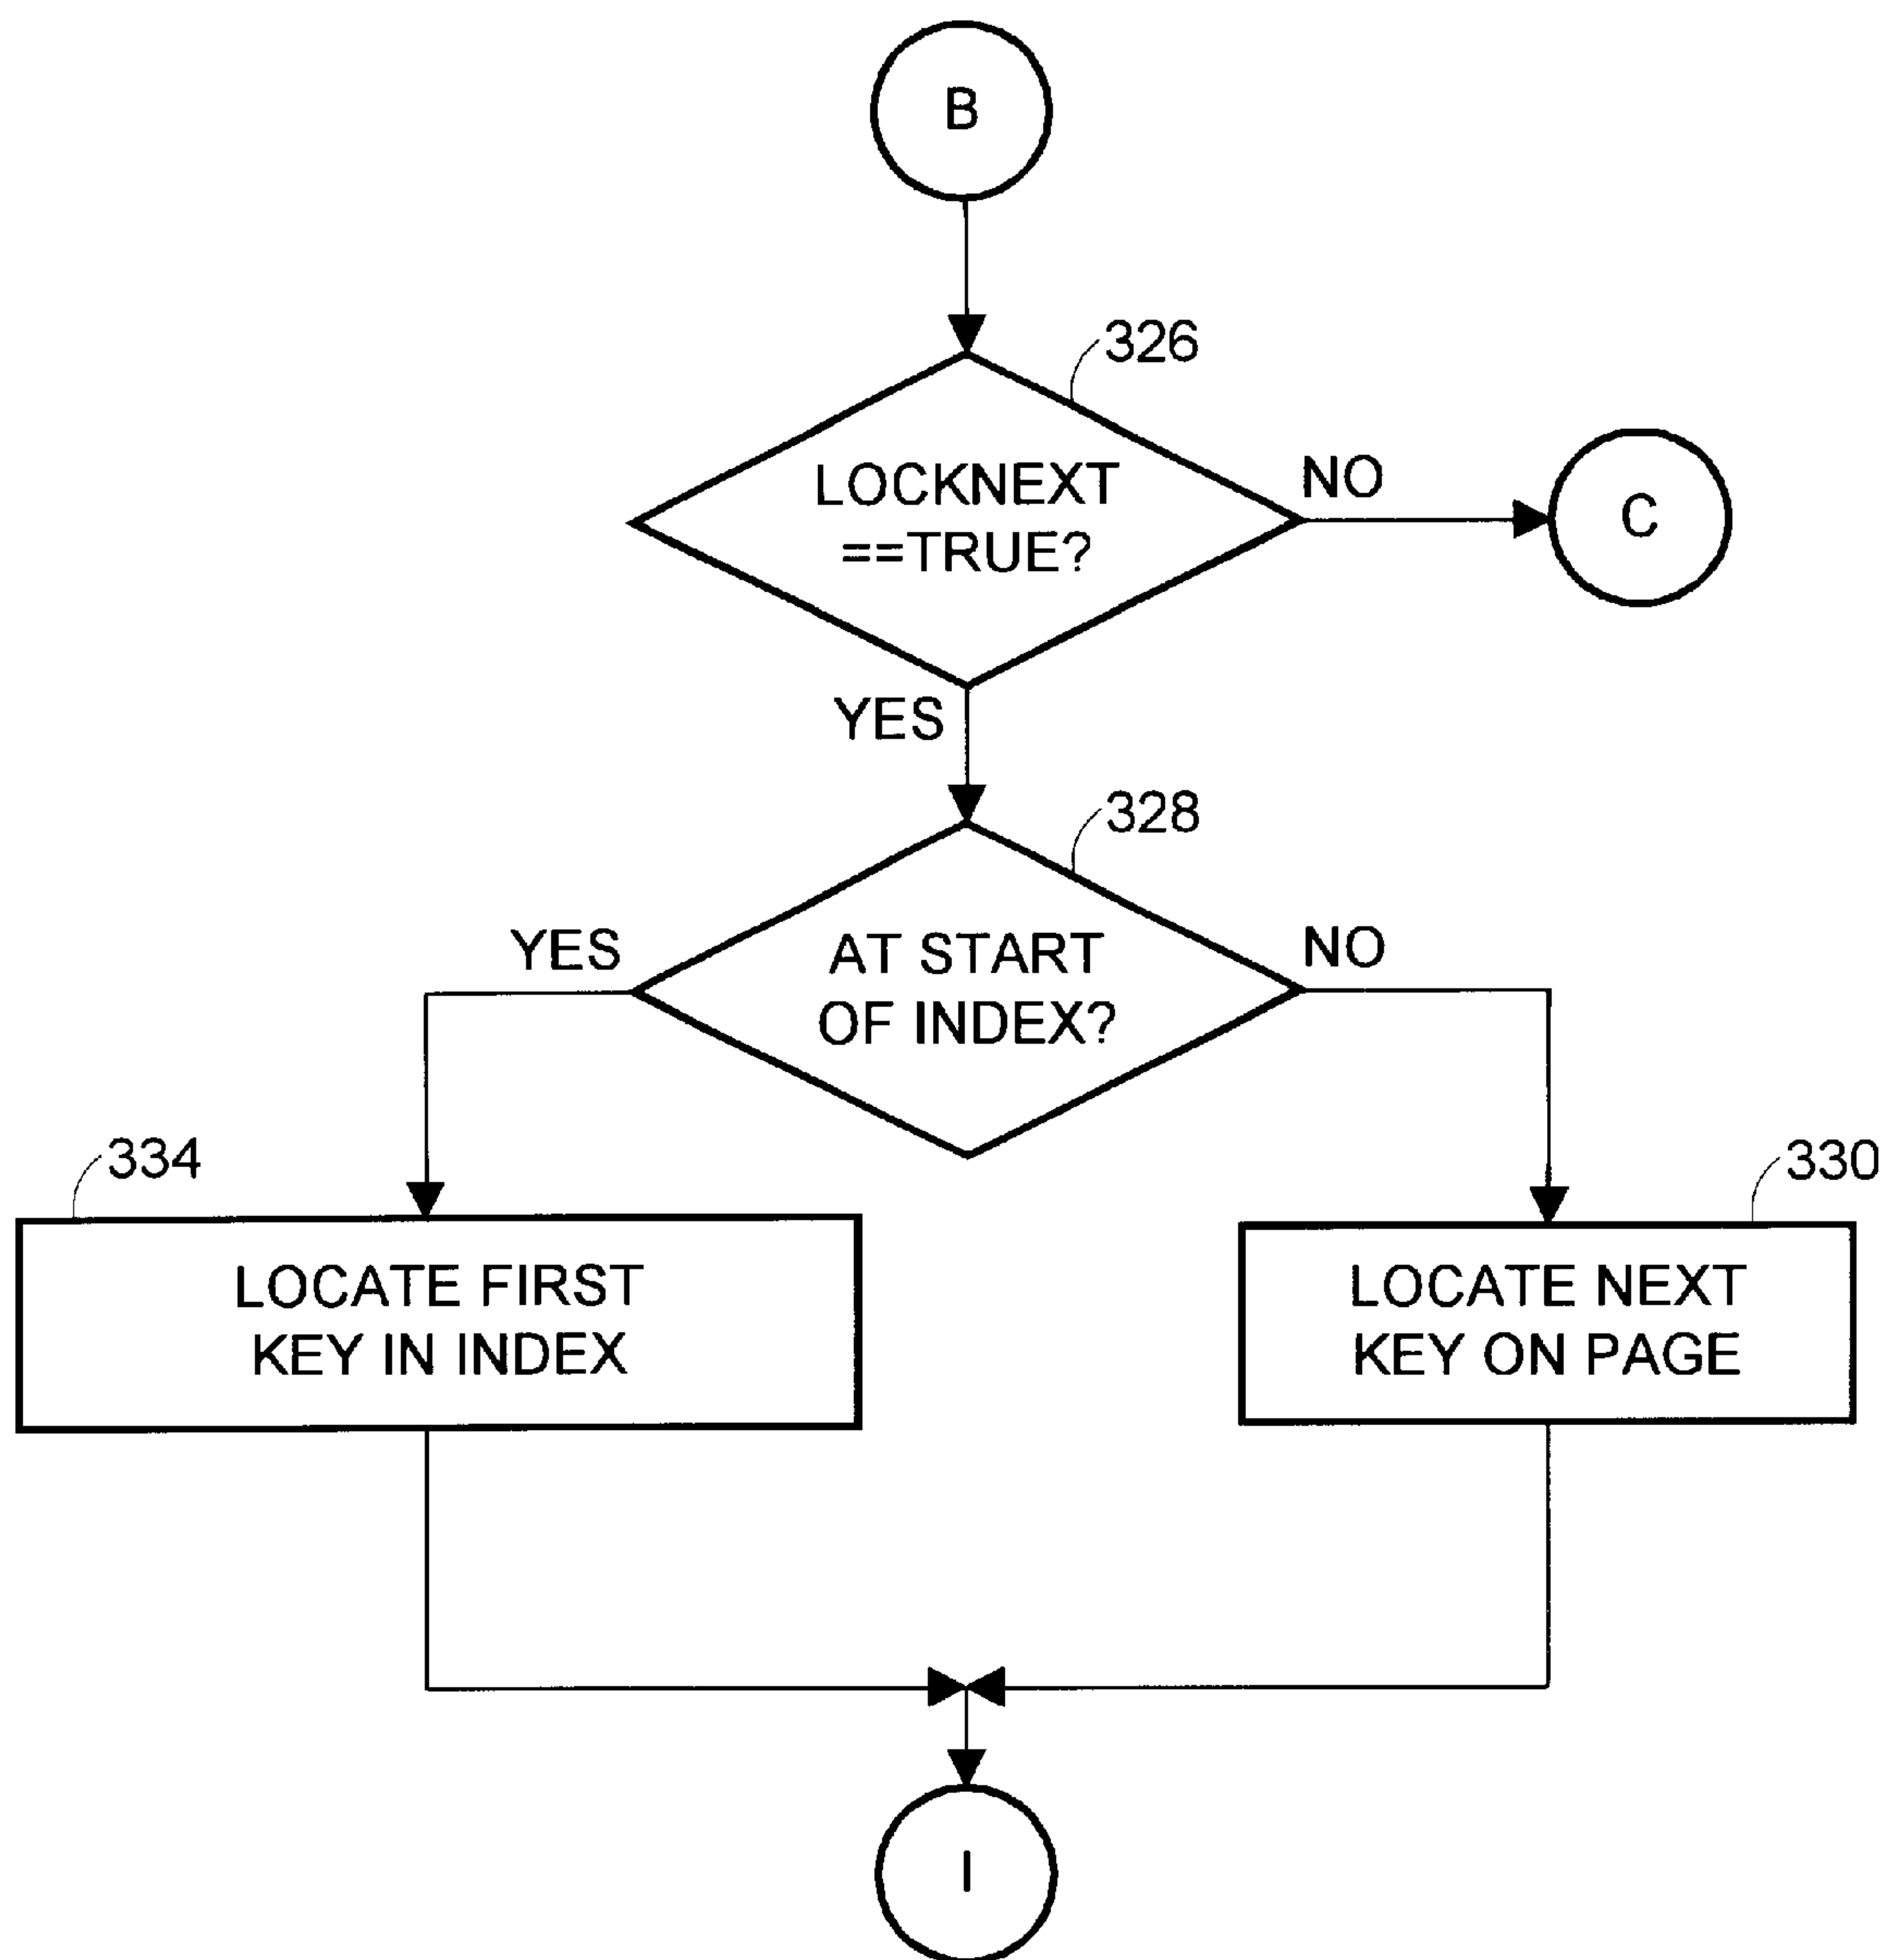 B
326
LOCKNEXT
==TRUE?
NO
C
YES
328
YES
AT START
OF INDEX?
NO
334
330
LOCATE FIRST
KEY IN INDEX
LOCATE NEXT
KEY ON PAGE
I